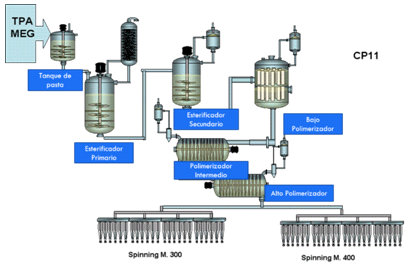 TPA
MEG
CP11
Tanque de
pasta
Esterificador
Primario
Esterificador
Secundario
Bajo
Polimerizador
Polimerizador
Intermedio
Alto Polimerizador
Spinning M. 300
Spinning M. 400